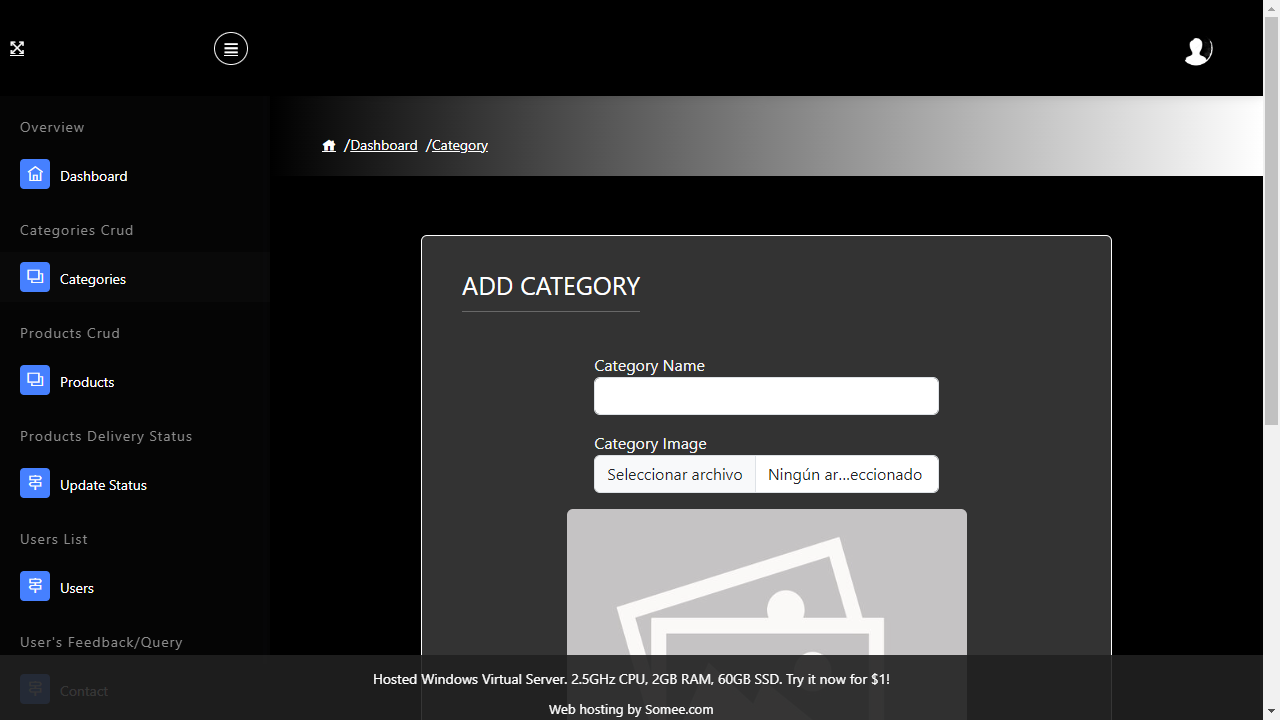 Overview
Dashboard
Categories Crud
Categories
Products Crud
Products
Products Delivery Status
Update Status
Users List
Users
User's Feedback/Query
Contact
/Dashboard /Category
ADD CATEGORY
Category Name
Category Image
Seleccionar archivo Ningún ar...eccionado
Hosted Windows Virtual Server. 2.5GHz CPU, 2GB RAM, 60GB SSD. Try it now for $1!
Web hosting by Somee.com